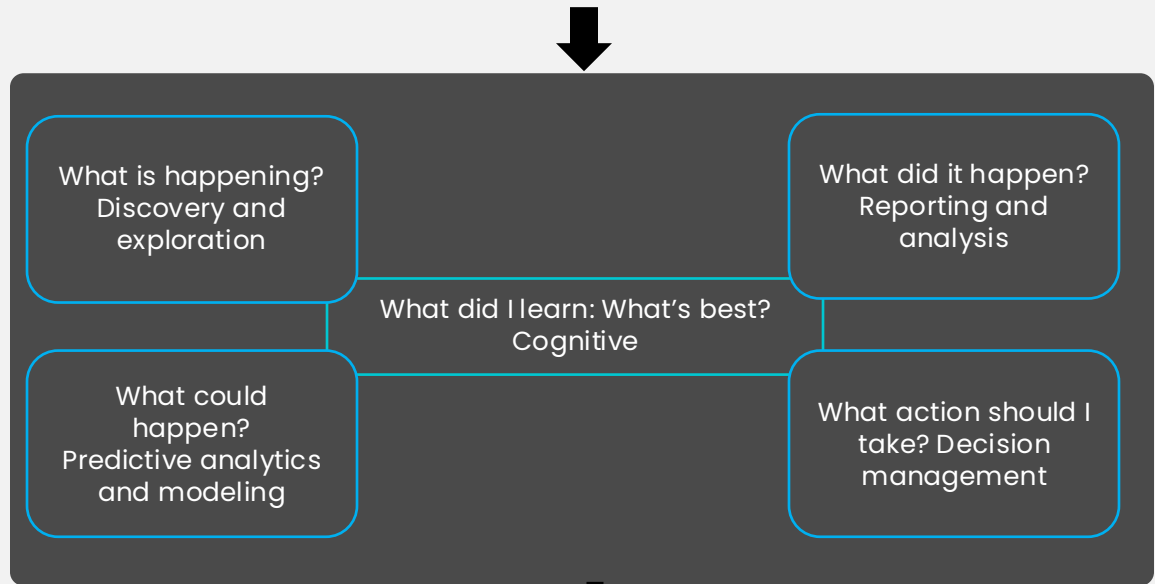 What is happening?
Discovery and
exploration
What did it happen?
Reporting and
analysis
What did I learn: What’s best?
Cognitive
What could
happen?
Predictive analytics
and modeling
What action should I
take? Decision
management